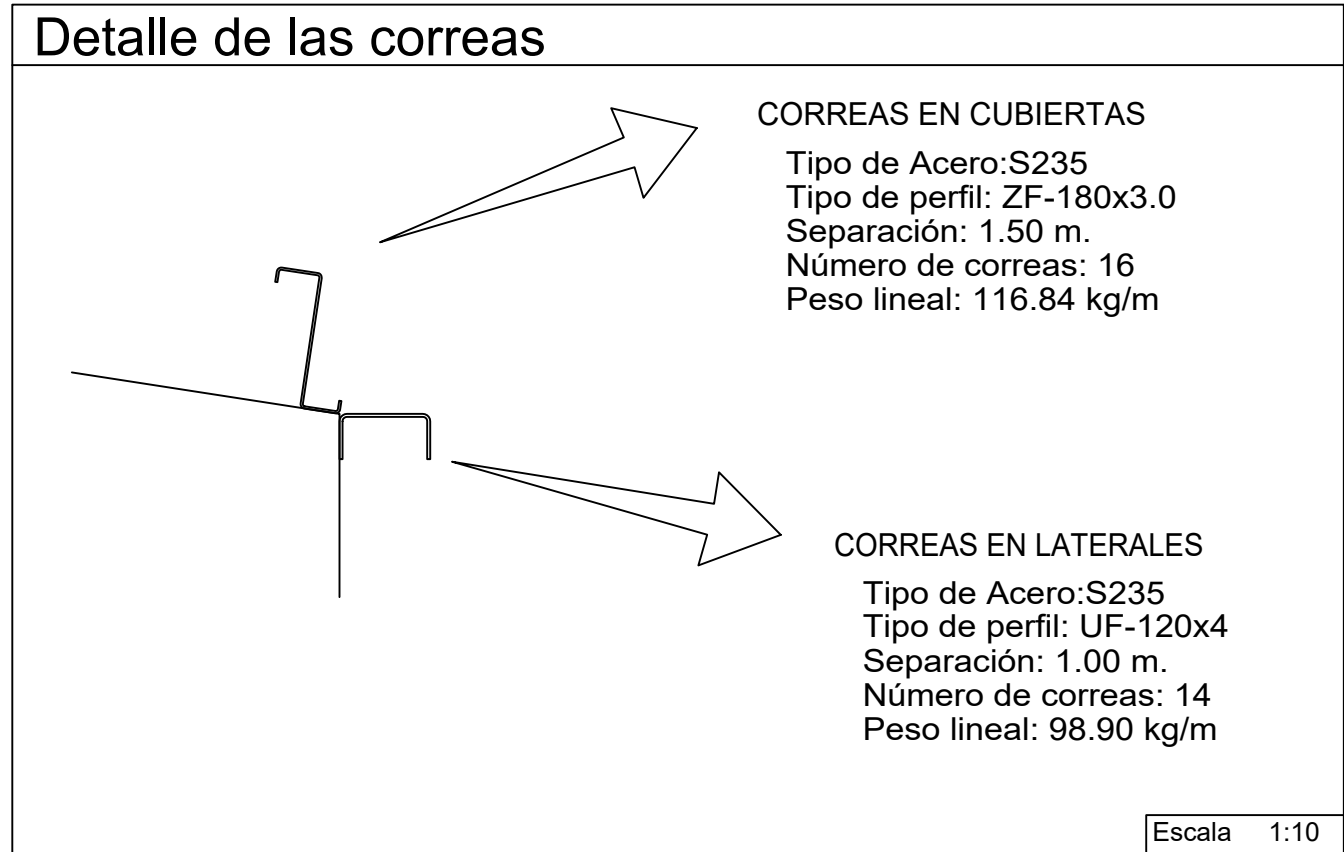 Detalle de las correas
CORREAS EN CUBIERTAS
Tipo de Acero:S235
Tipo de perfil: ZF-180x3.0
Separación: 1.50 m.
Número de correas: 16
Peso lineal: 116.84 kg/m
CORREAS EN LATERALES
Tipo de Acero:S235
Tipo de perfil: UF-120x4
Separación: 1.00 m.
Número de correas: 14
Peso lineal: 98.90 kg/m
Escala 1:10